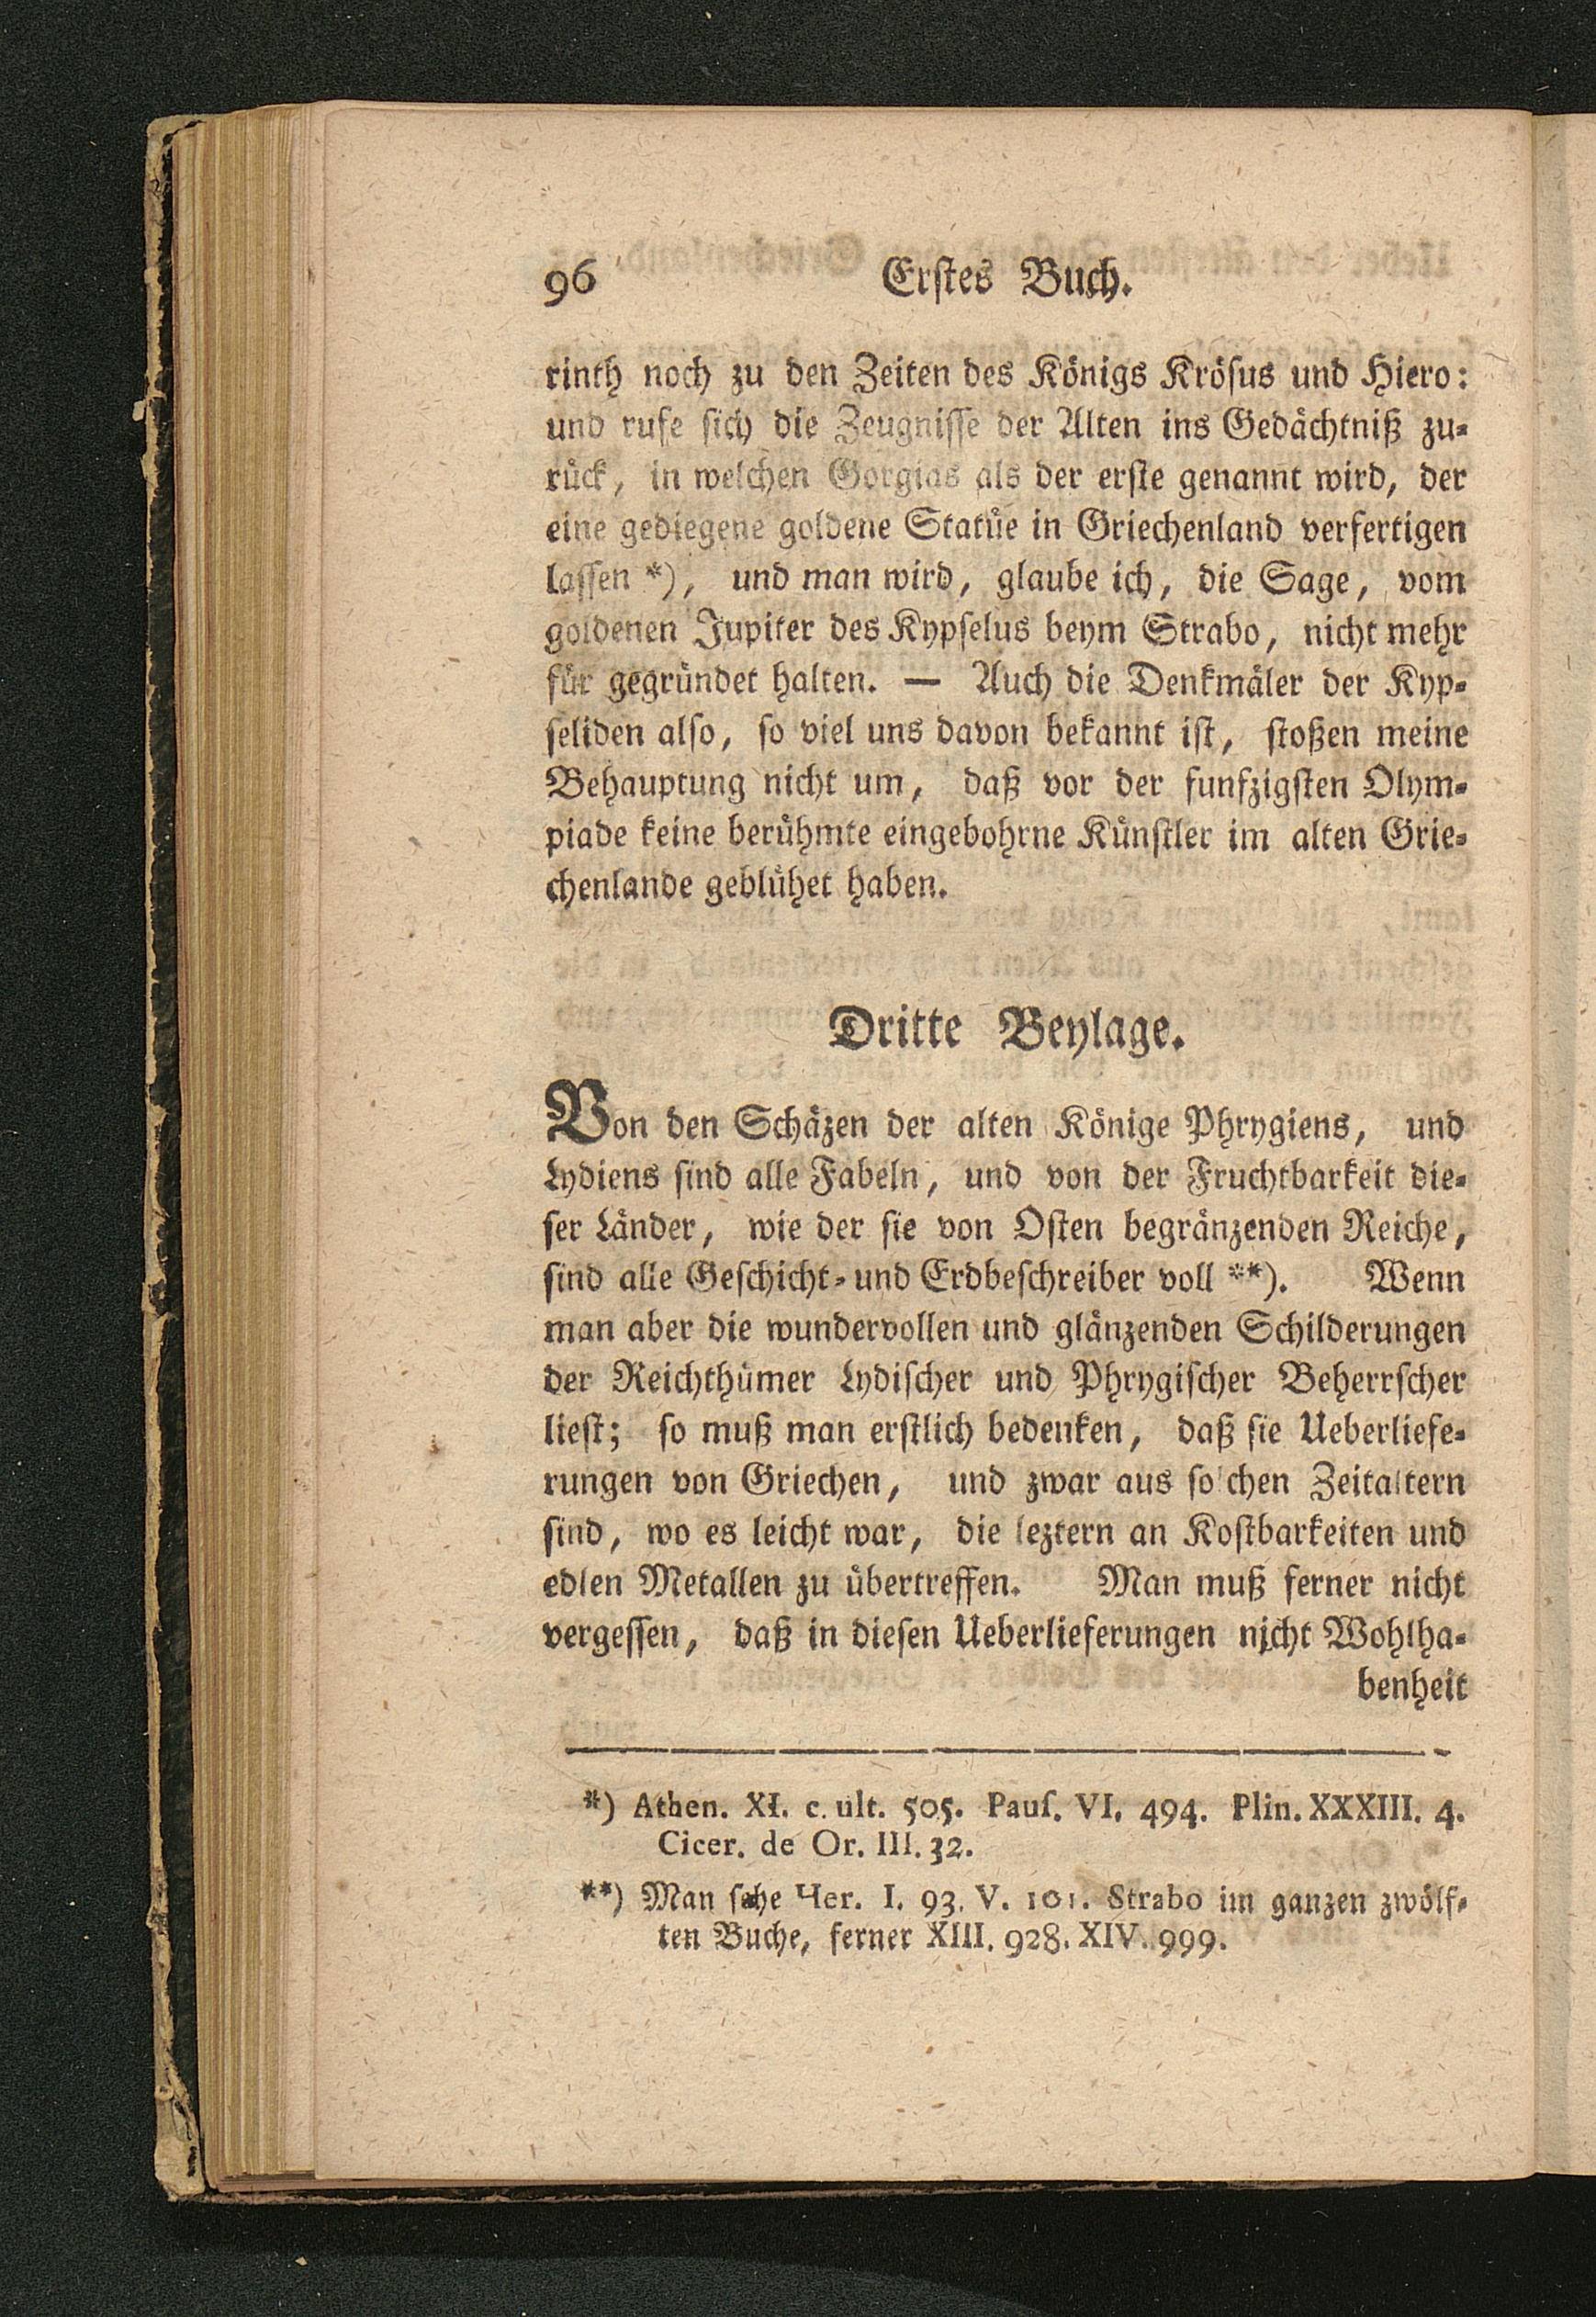 96 Erstes Buch.
rinth noch zu den Zeiten des Königs Krösus und Hiero:
und rufe sich die Zeugnisse der Alten ins Gedächtniß zu-
rück, in welchen Gorgias als der erste genannt wird, der
eine gediegene goldene Statüe in Griechenland verfertigen
lassen *), und man wird, glaube ich, die Sage, vom
goldenen Jupiter des Kypselus beym Strabo, nicht mehr
für gegründet halten. — Auch die Denkmäler der Kyp-
seliden also, so viel uns davon bekannt ist, stoßen meine
Behauptung nicht um, daß vor der funfzigsten Olym-
piade keine berühmte eingebohrne Künstler im alten Grie-
chenlande geblühet haben.
Dritte Beylage.
Von den Schäzen der alten Könige Phrygiens, und
Lydiens sind alle Fabeln, und von der Fruchtbarkeit die-
ser Länder, wie der sie von Osten begränzenden Reiche,
sind alle Geschicht- und Erdbeschreiber voll **). Wenn
man aber die wundervollen und glänzenden Schilderungen
der Reichthümer Lydischer und Phrygischer Beherrscher
liest; so muß man erstlich bedenken, daß sie Ueberliefe-
rungen von Griechen, und zwar aus solchen Zeitaltern
sind, wo es leicht war, die leztern an Kostbarkeiten und
edlen Metallen zu übertreffen. Man muß ferner nicht
vergessen, daß in diesen Ueberlieferungen nicht Wohlha-
benheit
*) Athen. XI. c. ult. 505. Paus. VI. 494. Plin. XXXIII. 4.
Cicer. de Or. III. 32.
**) Man sehe Her. I. 93. V. 101. Strabo im ganzen zwölf-
ten Buche, ferner XIII. 928. XIV. 999.